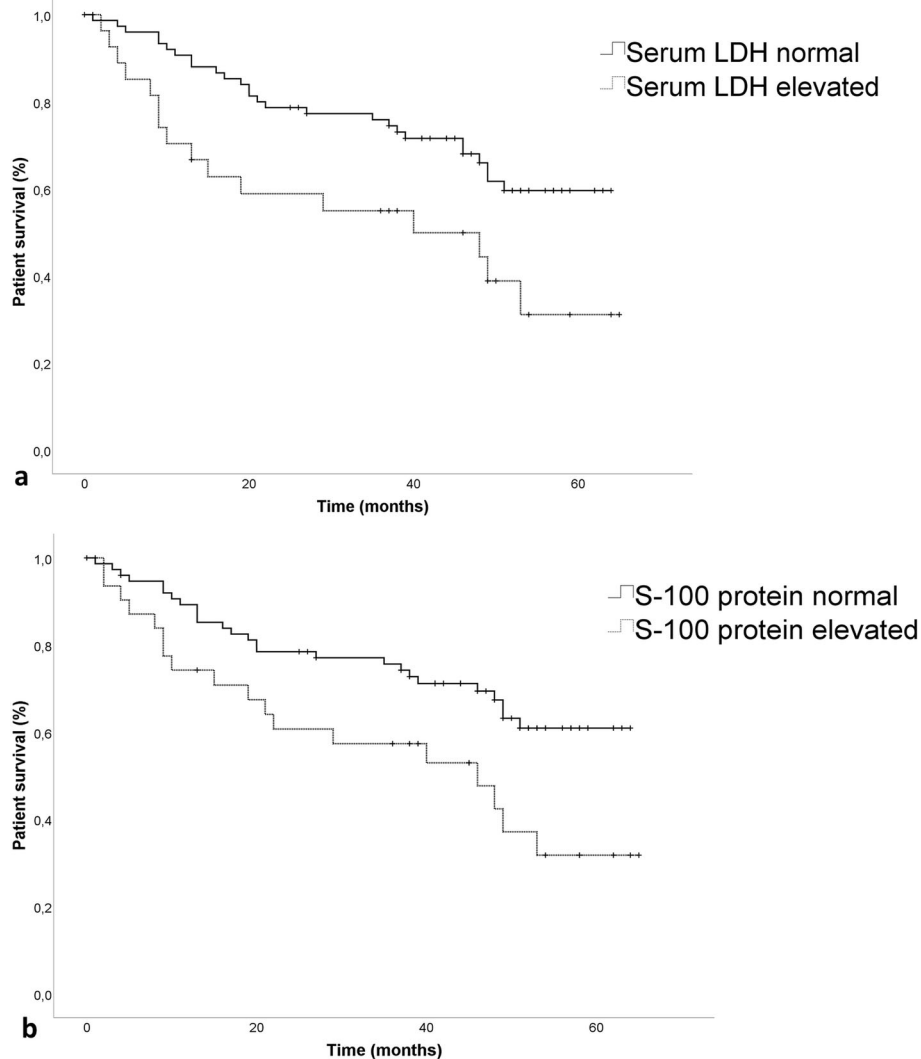 1,0
Serum LDH normal
Serum LDH elevated
0,8
0,6
0,4
0,2
0,0
Patient survival (%)
0 20 40 60
Time (months)
a
1,0
S-100 protein normal
S-100 protein elevated
0,8
0,6
0,4
0,2
0,0
Patient survival (%)
0 20 40 60
Time (months)
b